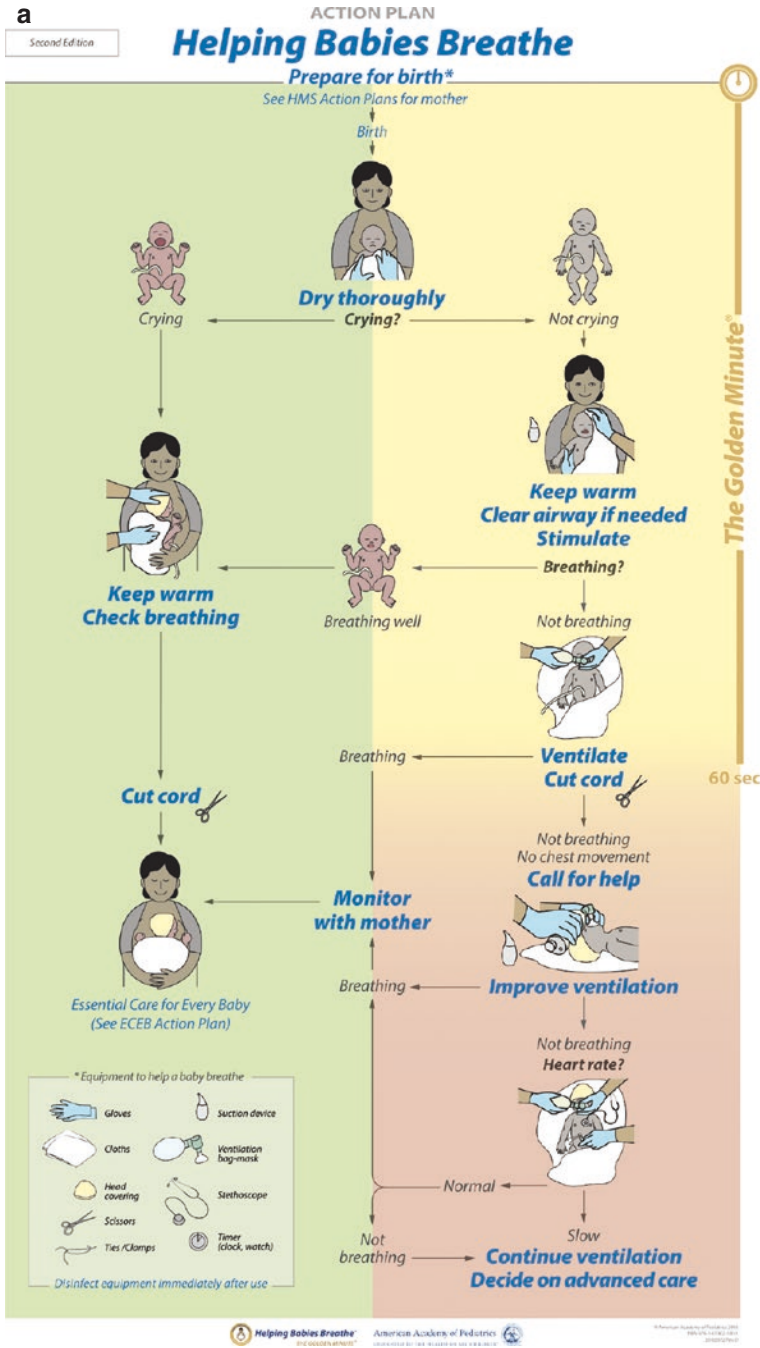 a
ACTION PLAN
Second Edition
Helping Babies Breathe
Prepare for birth*
See HMS Action Plans for mother
Birth
Dry thoroughly
Crying
Crying?
Not crying
The Golden Minute®
Keep warm
Clear airway if needed
Stimulate
Breathing?
Keep warm
Check breathing
Breathing well
Not breathing
Breathing
Ventilate
Cut cord
60 sec
Cut cord
Not breathing
No chest movement
Call for help
Monitor
with mother
Breathing
Improve ventilation
Essential Care for Every Baby
(See ECEB Action Plan)
Not breathing
Heart rate?
* Equipment to help a baby breathe
Gloves
Suction device
Cloths
Ventilation
bag-mask
Head
covering
Stethoscope
Scissors
Ties /Clamps
Timer
(clock, watch)
Disinfect equipment immediately after use
Normal
Not
breathing
Slow
Continue ventilation
Decide on advanced care
Helping Babies Breathe®
THE GOLDEN MINUTE®
American Academy of Pediatrics